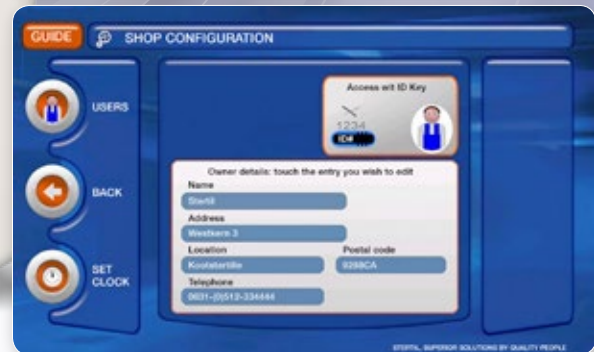 GUIDE
SHOP CONFIGURATION
USERS
BACK
SET
CLOCK
Access wit ID Key
1234
ID#
Owner details: touch the entry you wish to edit
Name
Stertil
Address
Westkern 3
Location
Postal code
Kootstertille
9288CA
Telephone
0031-(0)512-334444
STERTIL, SUPERIOR SOLUTIONS BY QUALITY PEOPLE